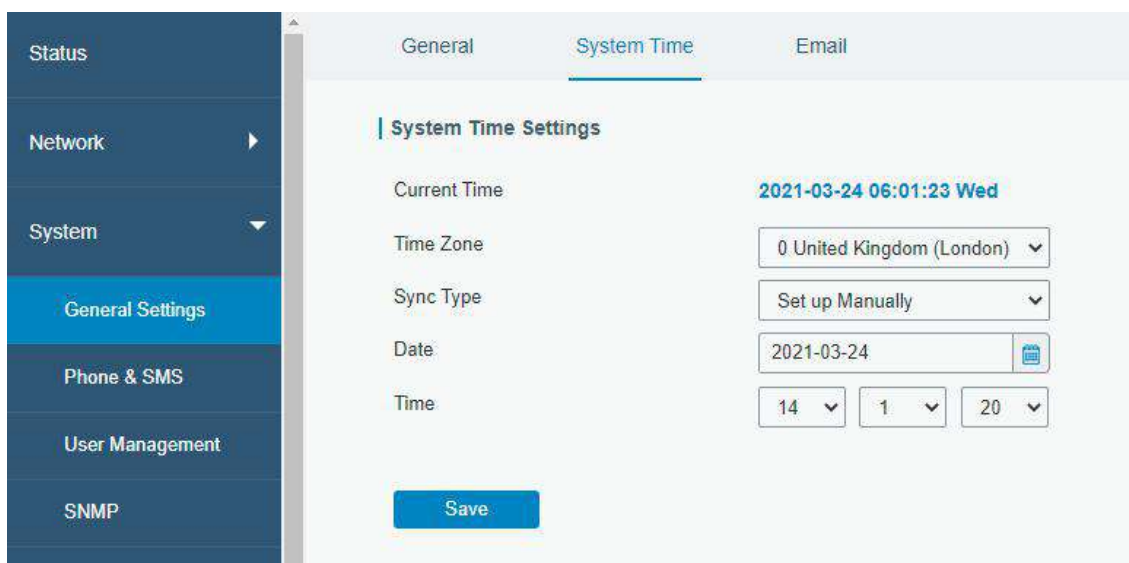 Status
Network
System
General Settings
Phone & SMS
User Management
SNMP
General System Time Email
System Time Settings
Current Time 2021-03-24 06:01:23 Wed
Time Zone 0 United Kingdom (London)
Sync Type Set up Manually
Date 2021-03-24
Time 14 1 20
Save